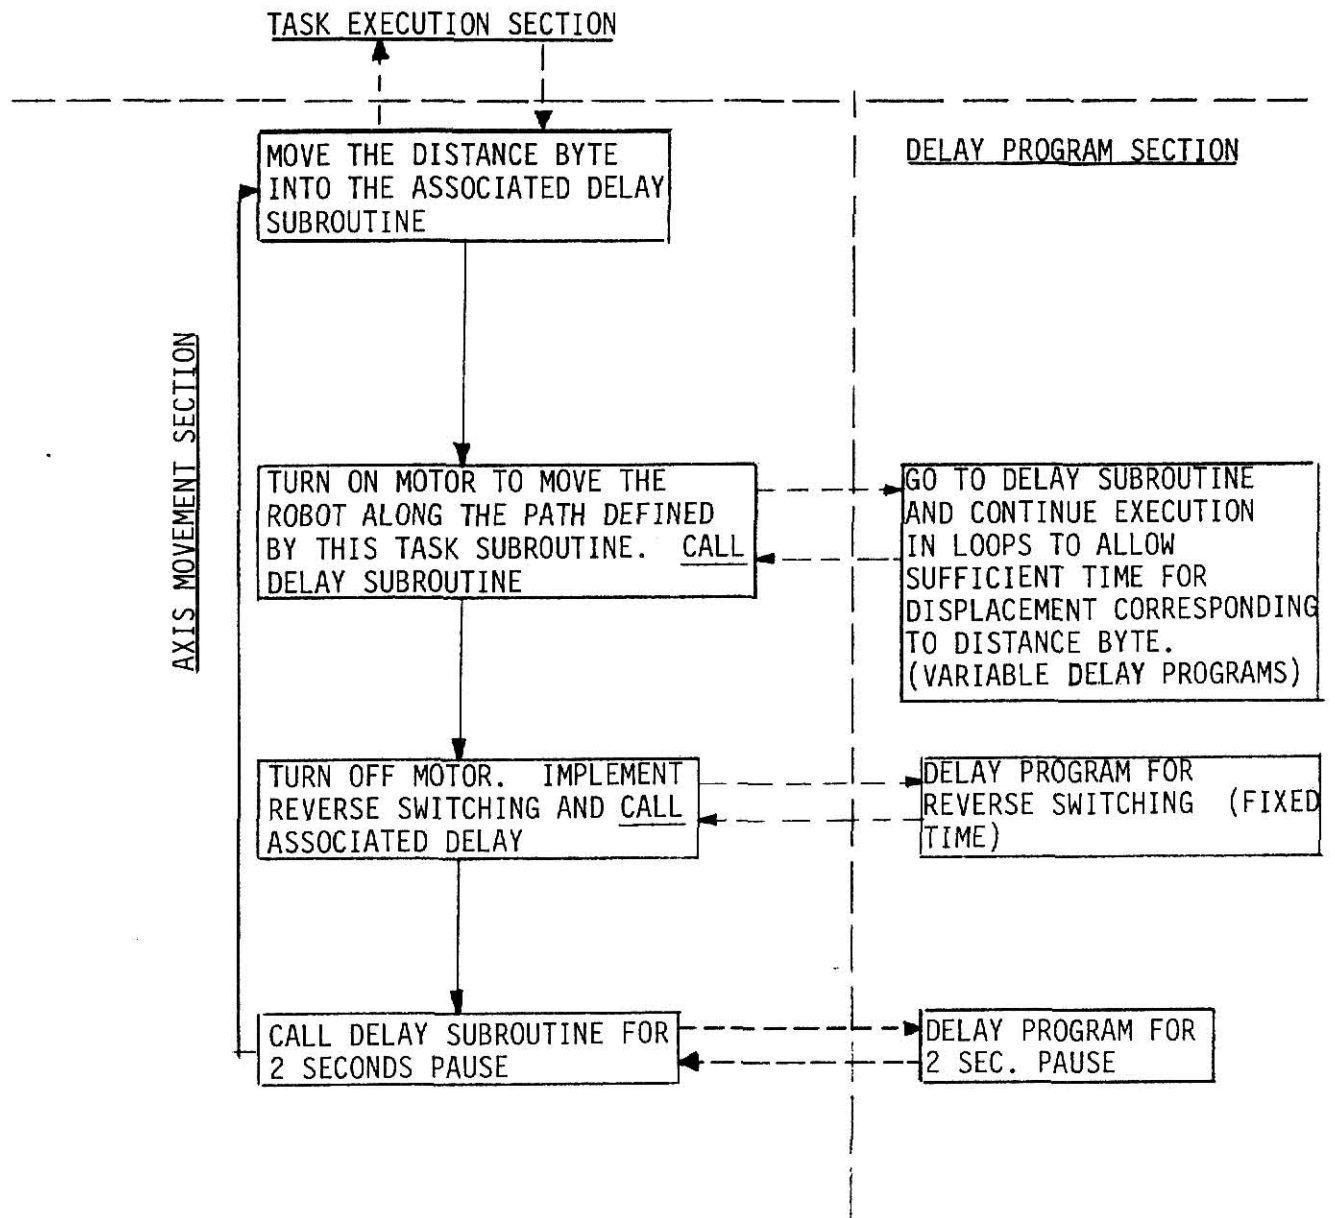 TASK EXECUTION SECTION
MOVE THE DISTANCE BYTE
INTO THE ASSOCIATED DELAY
SUBROUTINE
DELAY PROGRAM SECTION
AXIS MOVEMENT SECTION
TURN ON MOTOR TO MOVE THE
ROBOT ALONG THE PATH DEFINED
BY THIS TASK SUBROUTINE. CALL
DELAY SUBROUTINE
GO TO DELAY SUBROUTINE
AND CONTINUE EXECUTION
IN LOOPS TO ALLOW
SUFFICIENT TIME FOR
DISPLACEMENT CORRESPONDING
TO DISTANCE BYTE.
(VARIABLE DELAY PROGRAMS)
TURN OFF MOTOR. IMPLEMENT
REVERSE SWITCHING AND CALL
ASSOCIATED DELAY
DELAY PROGRAM FOR
REVERSE SWITCHING (FIXED
TIME)
CALL DELAY SUBROUTINE FOR
2 SECONDS PAUSE
DELAY PROGRAM FOR
2 SEC. PAUSE